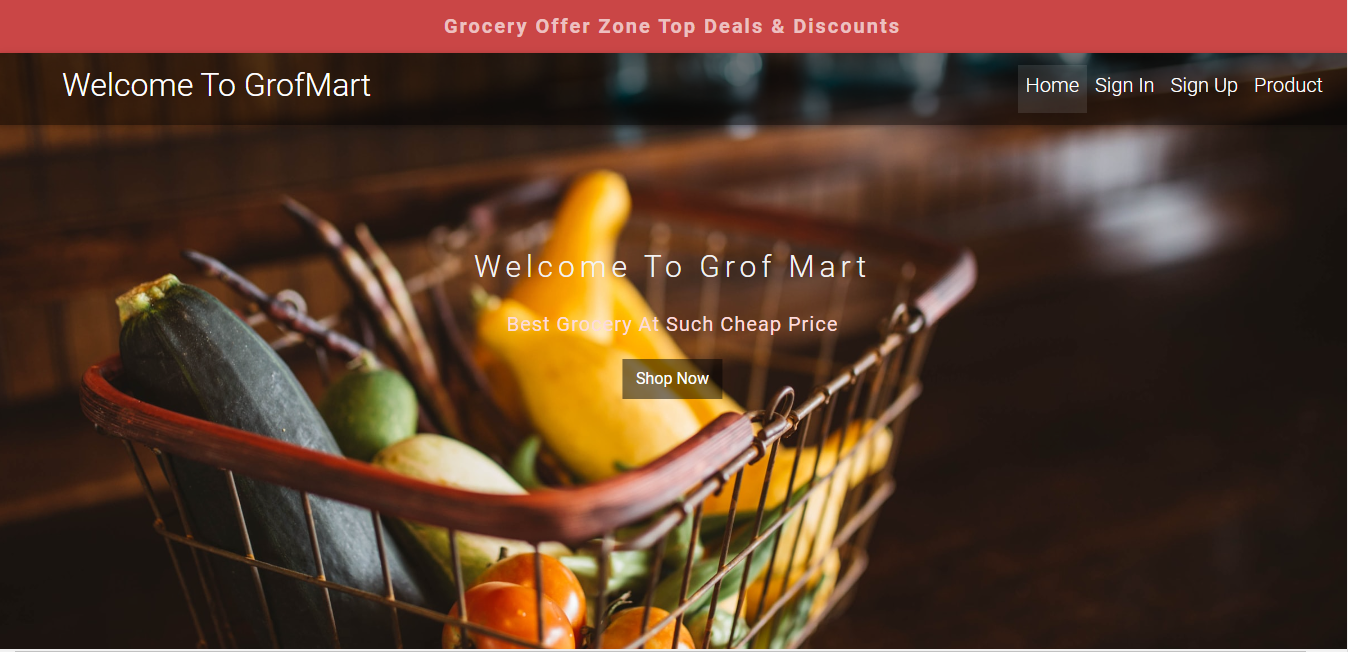 Grocery Offer Zone Top Deals & Discounts
Welcome To GrofMart
Home Sign In Sign Up Product
Welcome To Grof Mart
Best Grocery At Such Cheap Price
Shop Now